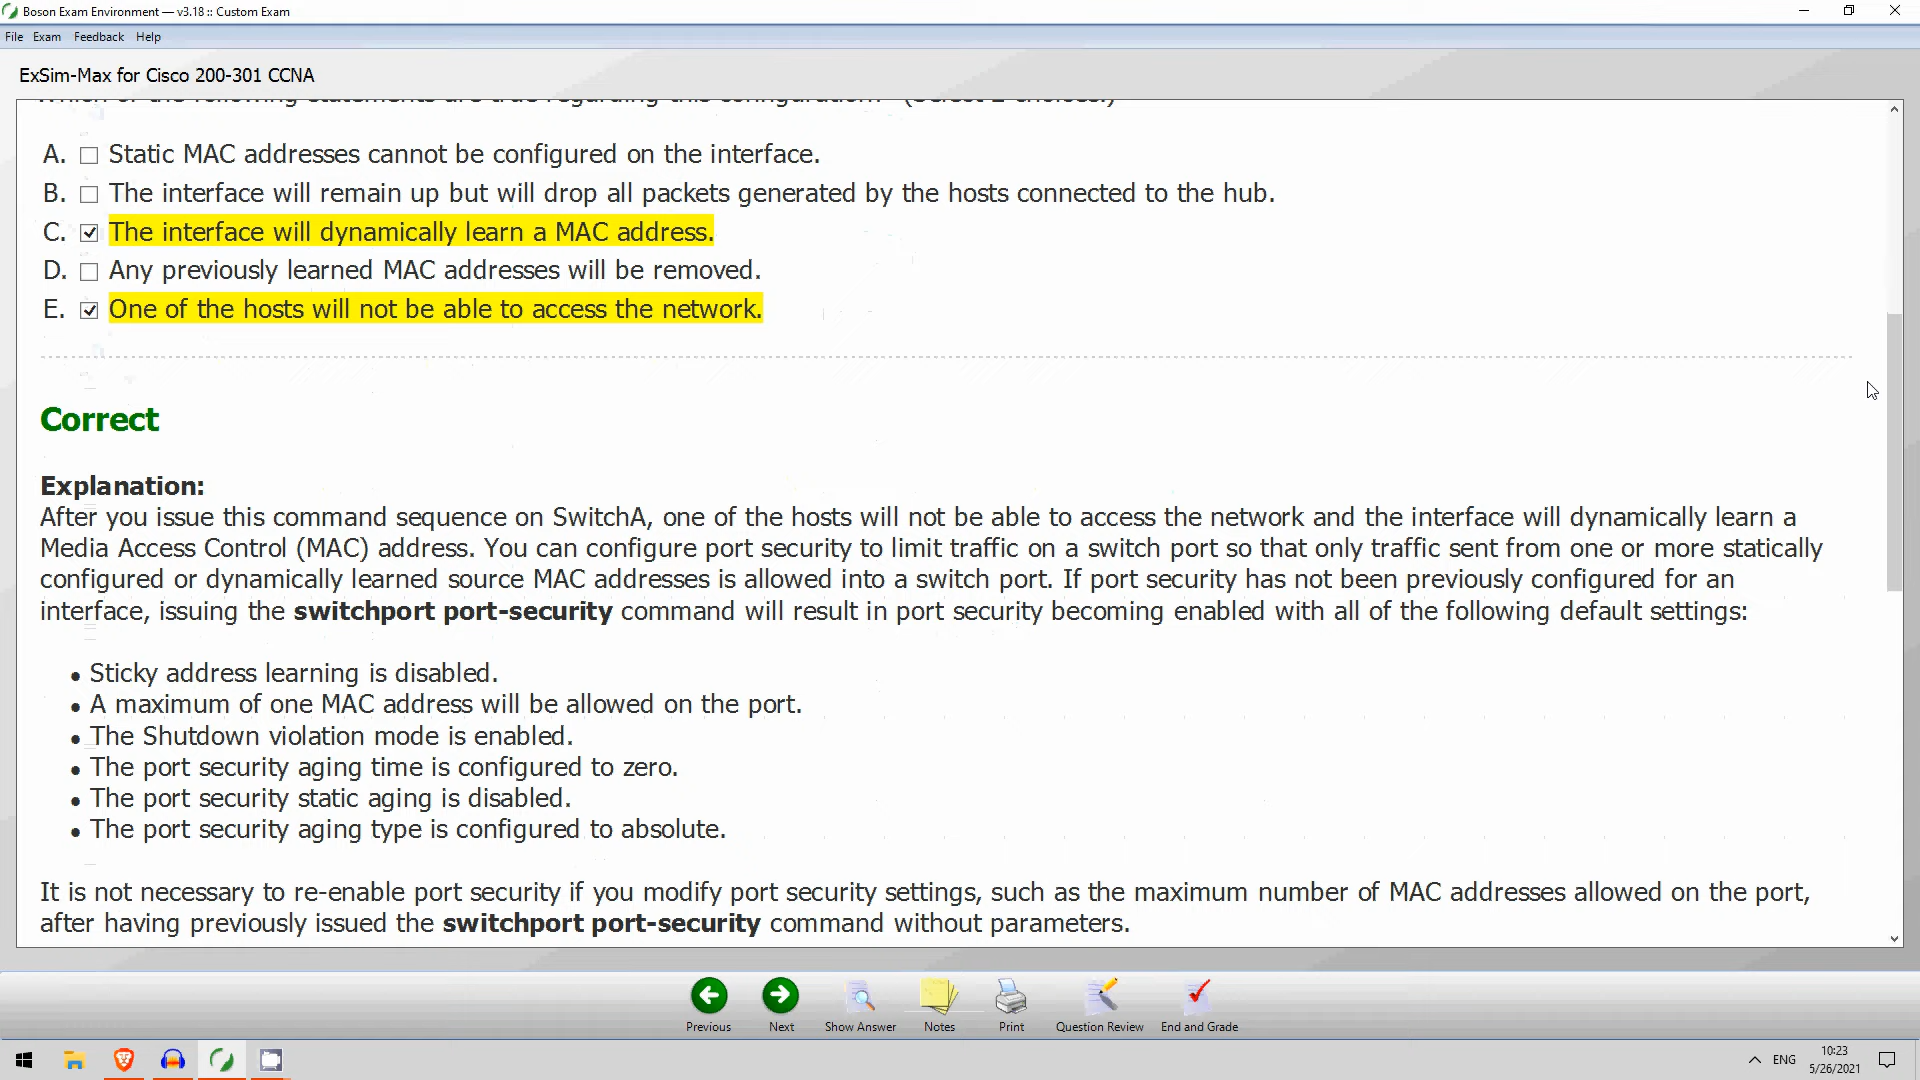 Boson Exam Environment — v3.18 :: Custom Exam
File Exam Feedback Help
ExSim-Max for Cisco 200-301 CCNA
Which of the following statements are true regarding this configuration? (Select 2 choices.)
A. Static MAC addresses cannot be configured on the interface.
B. The interface will remain up but will drop all packets generated by the hosts connected to the hub.
C. The interface will dynamically learn a MAC address.
D. Any previously learned MAC addresses will be removed.
E. One of the hosts will not be able to access the network.
Correct
Explanation:
After you issue this command sequence on SwitchA, one of the hosts will not be able to access the network and the interface will dynamically learn a
Media Access Control (MAC) address. You can configure port security to limit traffic on a switch port so that only traffic sent from one or more statically
configured or dynamically learned source MAC addresses is allowed into a switch port. If port security has not been previously configured for an
interface, issuing the switchport port-security command will result in port security becoming enabled with all of the following default settings:
• Sticky address learning is disabled.
• A maximum of one MAC address will be allowed on the port.
• The Shutdown violation mode is enabled.
• The port security aging time is configured to zero.
• The port security static aging is disabled.
• The port security aging type is configured to absolute.
It is not necessary to re-enable port security if you modify port security settings, such as the maximum number of MAC addresses allowed on the port,
after having previously issued the switchport port-security command without parameters.
Previous Next Show Answer Notes Print Question Review End and Grade
ENG 10:23
5/26/2021